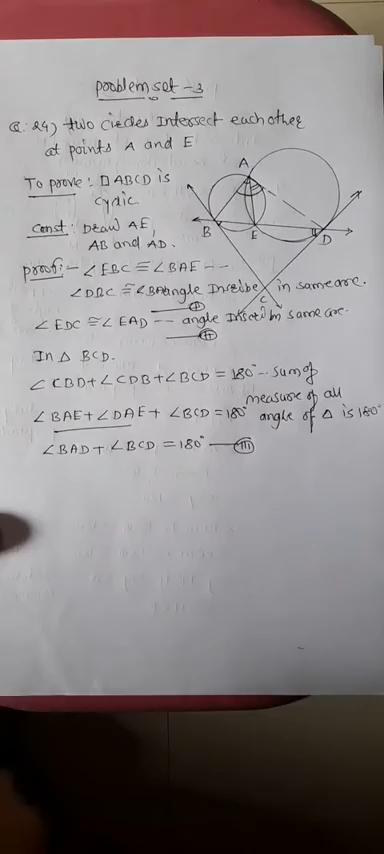 problem set -3
Q. 24) two circles Intersect each other
at points A and E
To prove : □ABCD is
cyclic
Const: Draw AE,
AB and AD.
A
B
E
D
C
proof:- ∠EBC ≅ ∠BAE --
∠DBC ≅ ∠BAE angle Inscribe in same arc.
I
∠EDC ≅ ∠EAD -- angle Inscri in same arc.
II
In Δ BCD.
∠CBD + ∠CDB + ∠BCD = 180° -- sum of
measure of all
∠BAE + ∠DAE + ∠BCD = 180° angle of Δ is 180°
∠BAD + ∠BCD = 180° — III